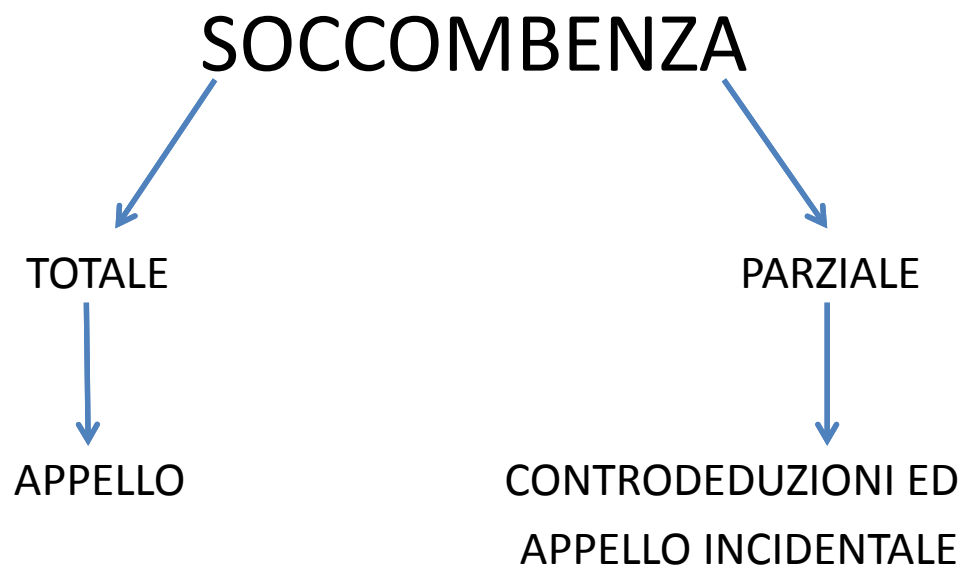 SOCCOMBENZA
TOTALE
PARZIALE
APPELLO
CONTRODEDUZIONI ED
APPELLO INCIDENTALE